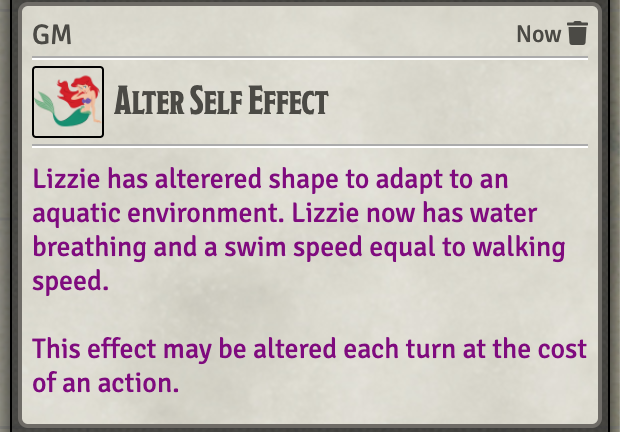 GM
Now
Alter Self Effect
Lizzie has alterered shape to adapt to an
aquatic environment. Lizzie now has water
breathing and a swim speed equal to walking
speed.
This effect may be altered each turn at the cost
of an action.